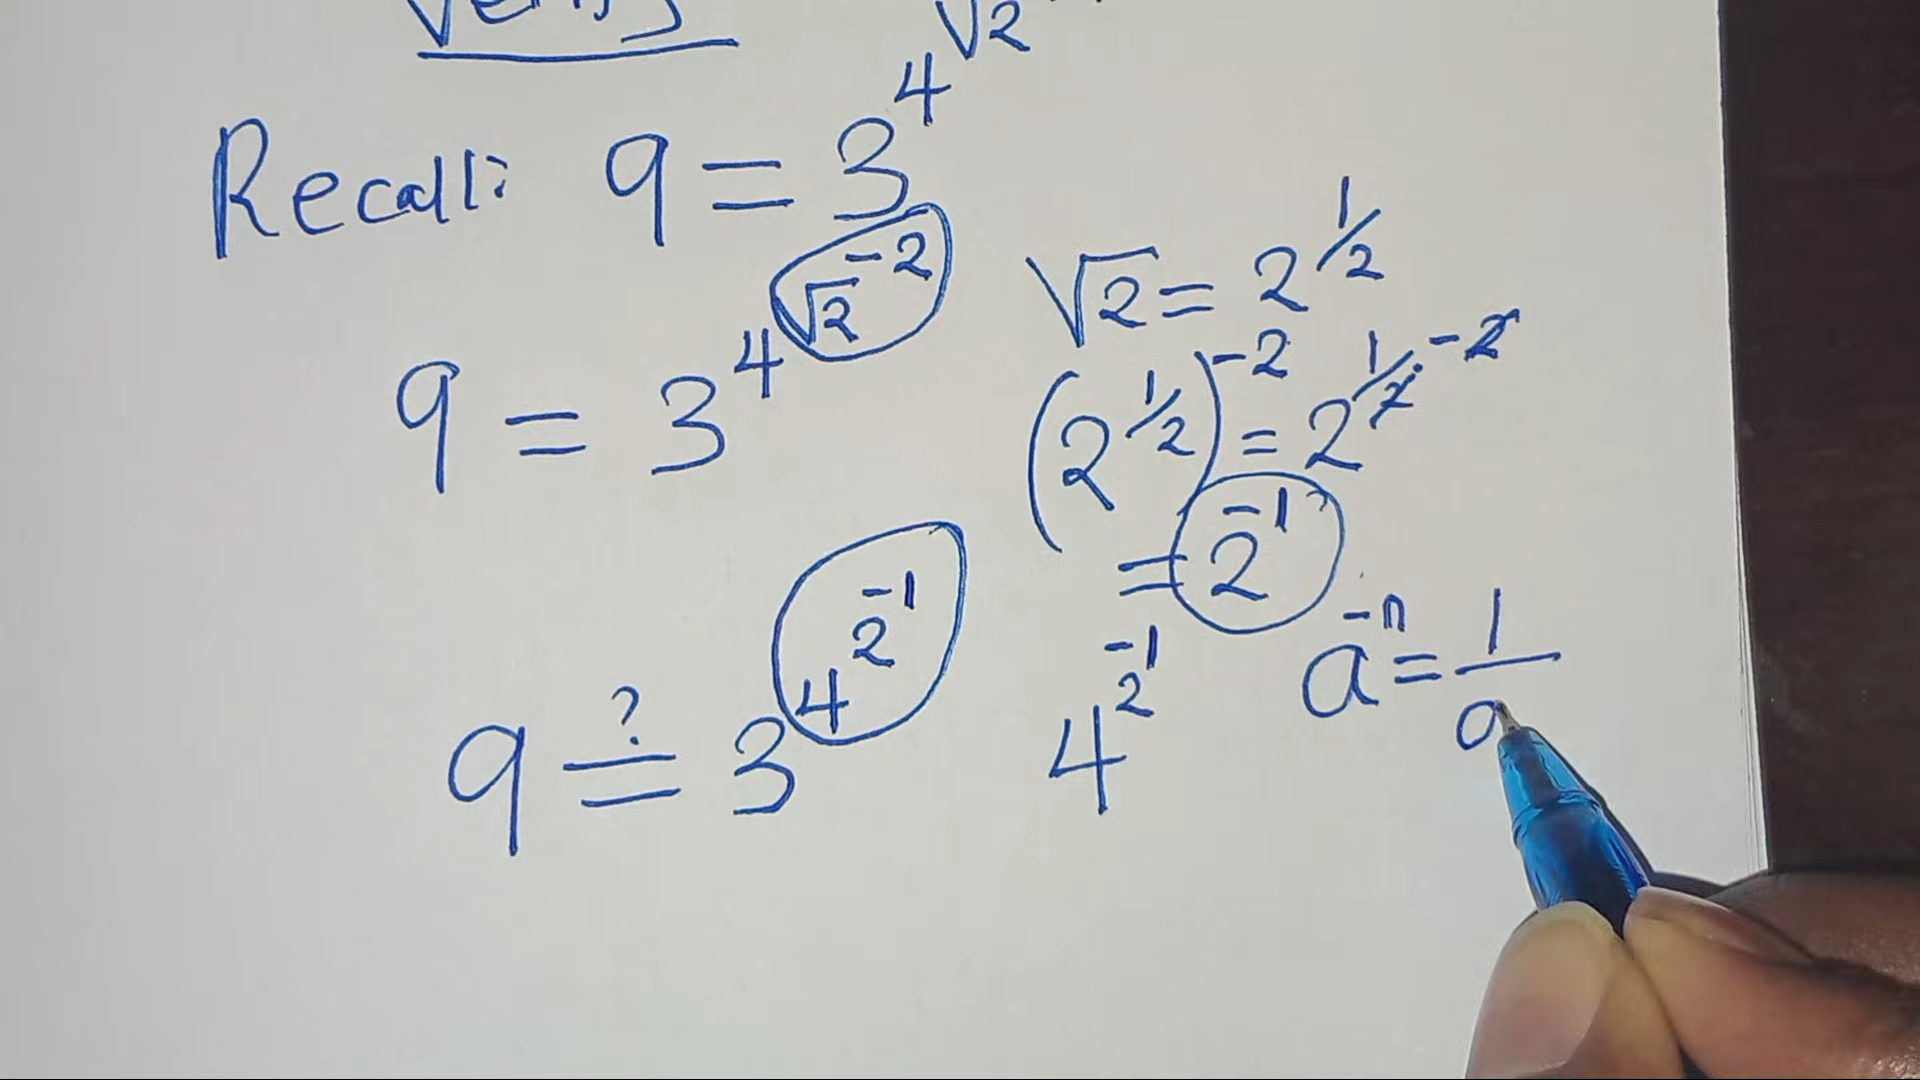 Verify
Recall: 9 = 3^4^√2
9 = 3^4^√2^-2
√2 = 2^1/2
(2^1/2)^-2 = 2^1/2·-2
= 2^-1
9 ≟ 3^4^2^-1
4^2^-1
a^-n = 1/a